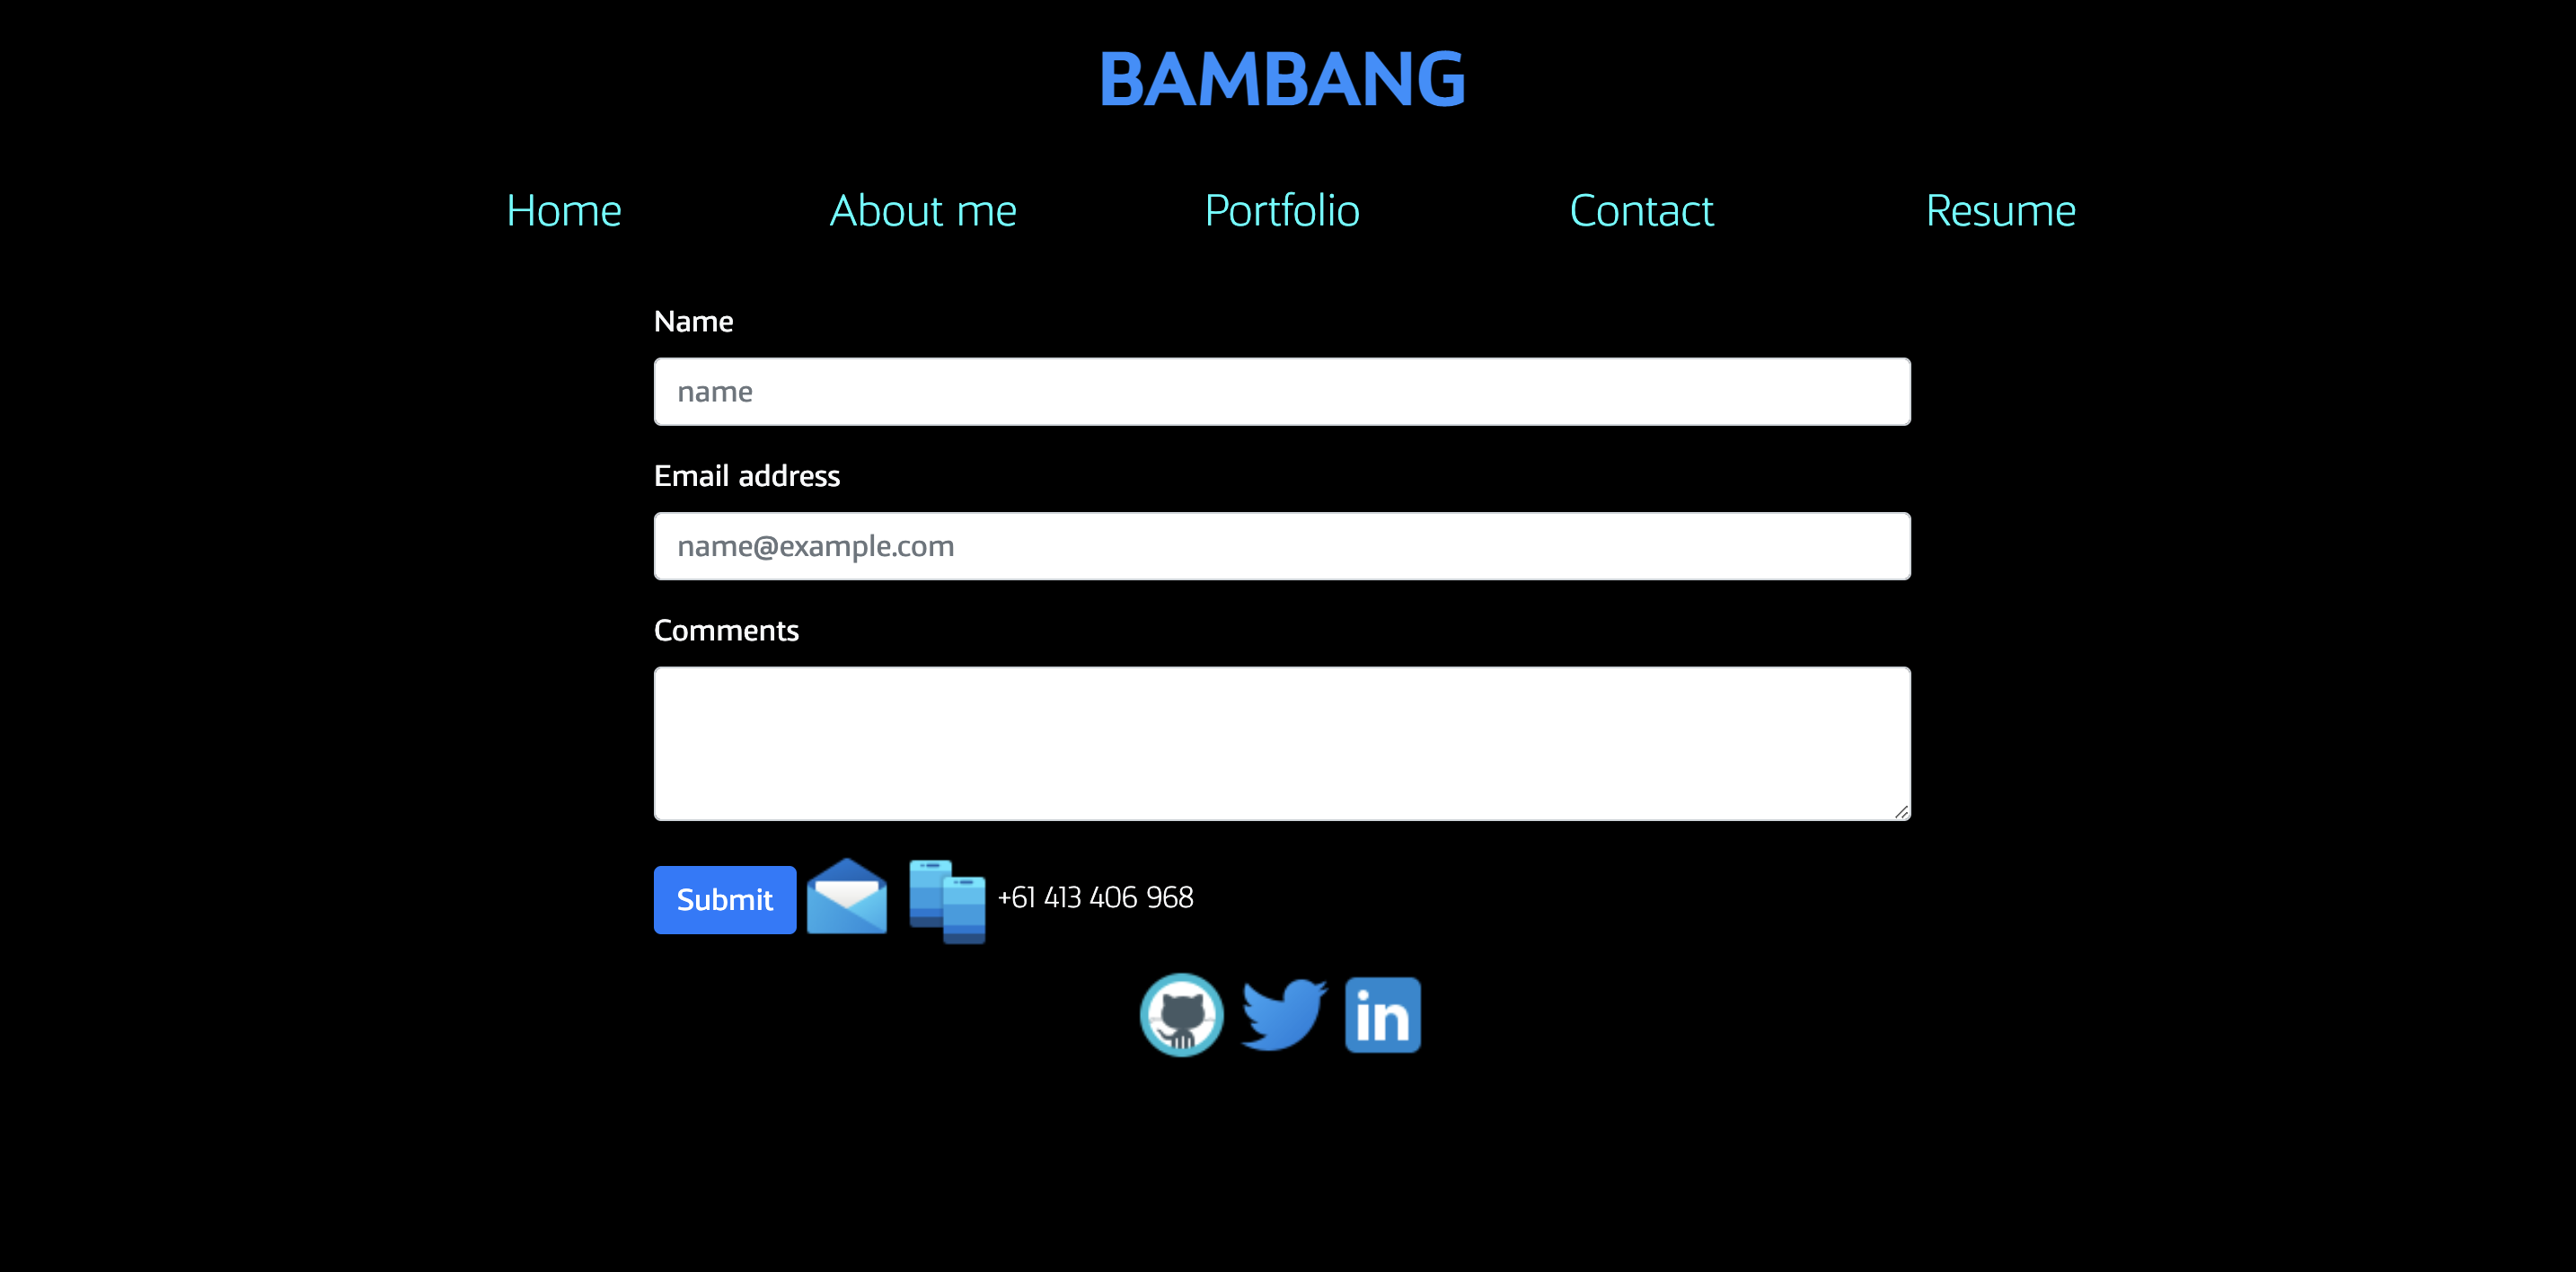 BAMBANG
Home About me Portfolio Contact Resume
Name
name
Email address
name@example.com
Comments
Submit +61 413 406 968
in